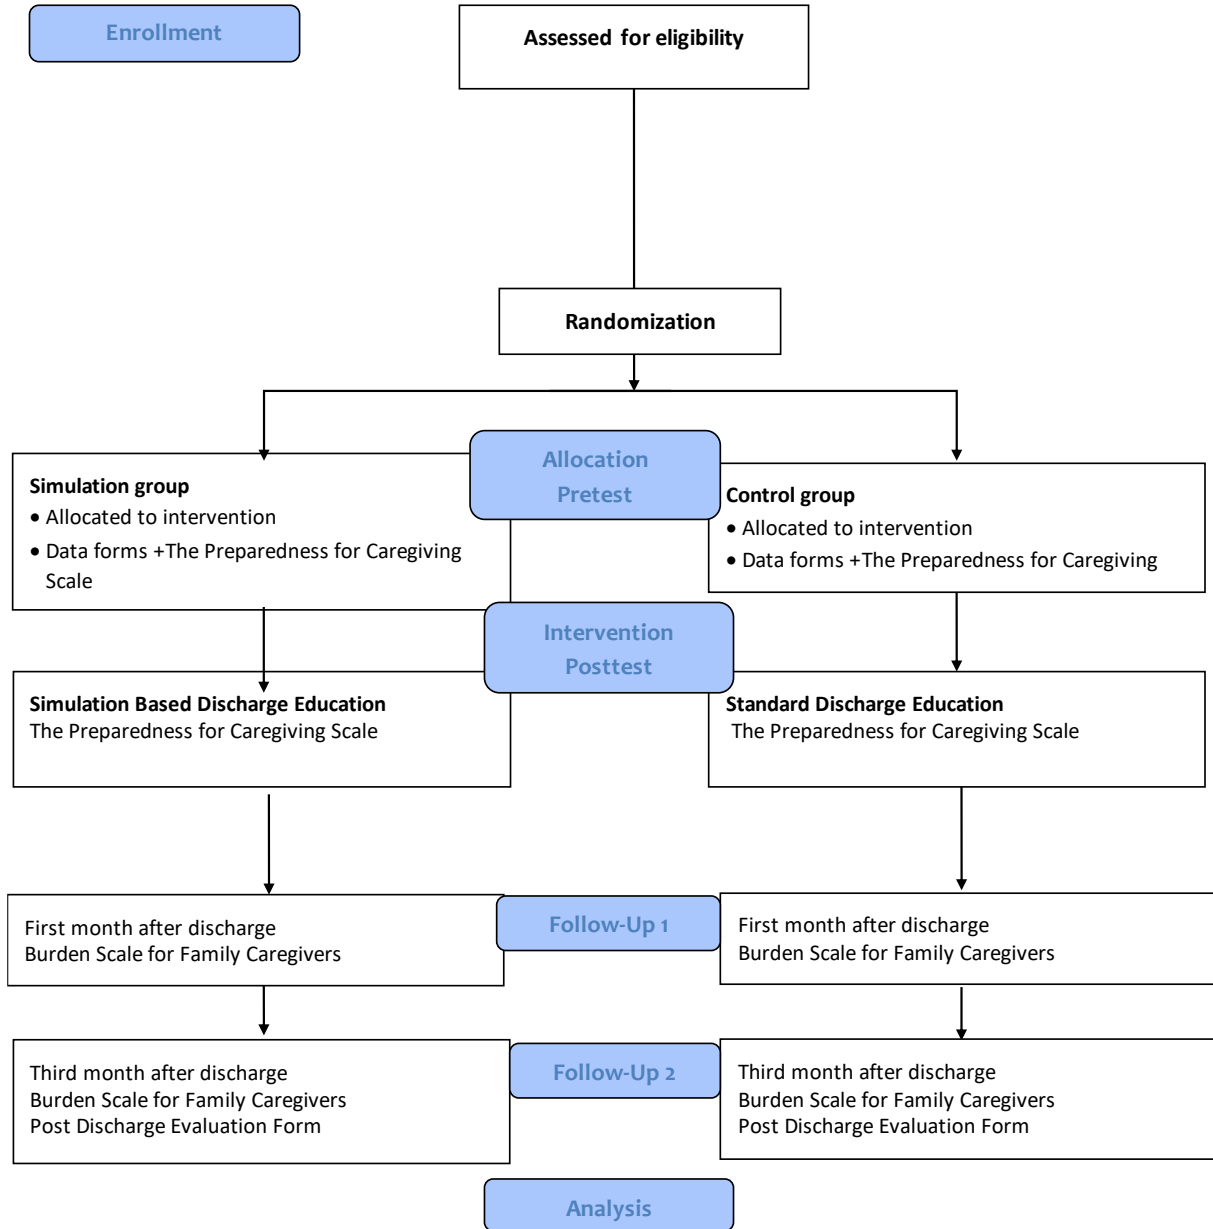 Enrollment
Assessed for eligibility
Randomization
Allocation
Pretest
Simulation group
• Allocated to intervention
• Data forms +The Preparedness for Caregiving
Scale
Control group
• Allocated to intervention
• Data forms +The Preparedness for Caregiving
Intervention
Posttest
Simulation Based Discharge Education
The Preparedness for Caregiving Scale
Standard Discharge Education
The Preparedness for Caregiving Scale
Follow-Up 1
First month after discharge
Burden Scale for Family Caregivers
First month after discharge
Burden Scale for Family Caregivers
Follow-Up 2
Third month after discharge
Burden Scale for Family Caregivers
Post Discharge Evaluation Form
Third month after discharge
Burden Scale for Family Caregivers
Post Discharge Evaluation Form
Analysis